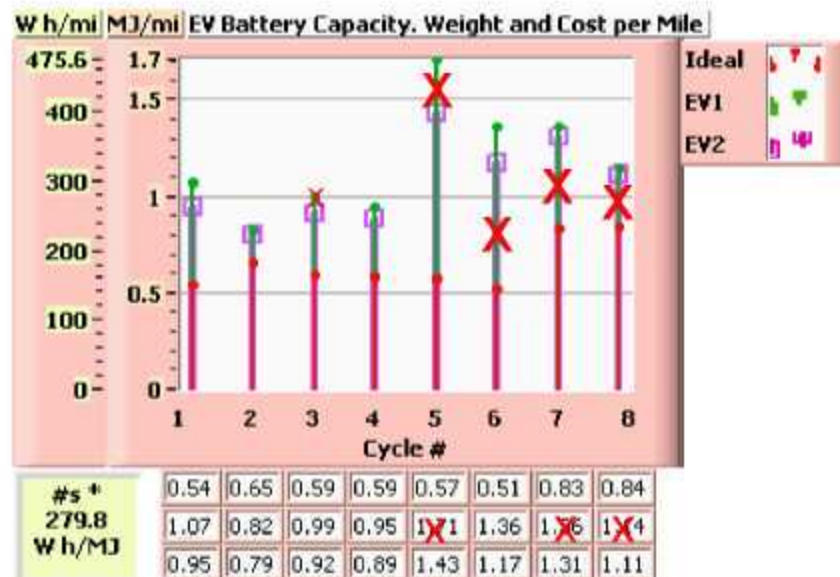 W h/mi MJ/mi EV Battery Capacity. Weight and Cost per Mile
475.6 1.7
1.5
400
300
1
200
0.5
100
0 0
1 2 3 4 5 6 7 8
Cycle #
Ideal
EV1
EV2
#s *
279.8
W h/MJ
0.54 0.65 0.59 0.59 0.57 0.51 0.83 0.84
1.07 0.82 0.99 0.95 1.36
0.95 0.79 0.92 0.89 1.43 1.17 1.31 1.11